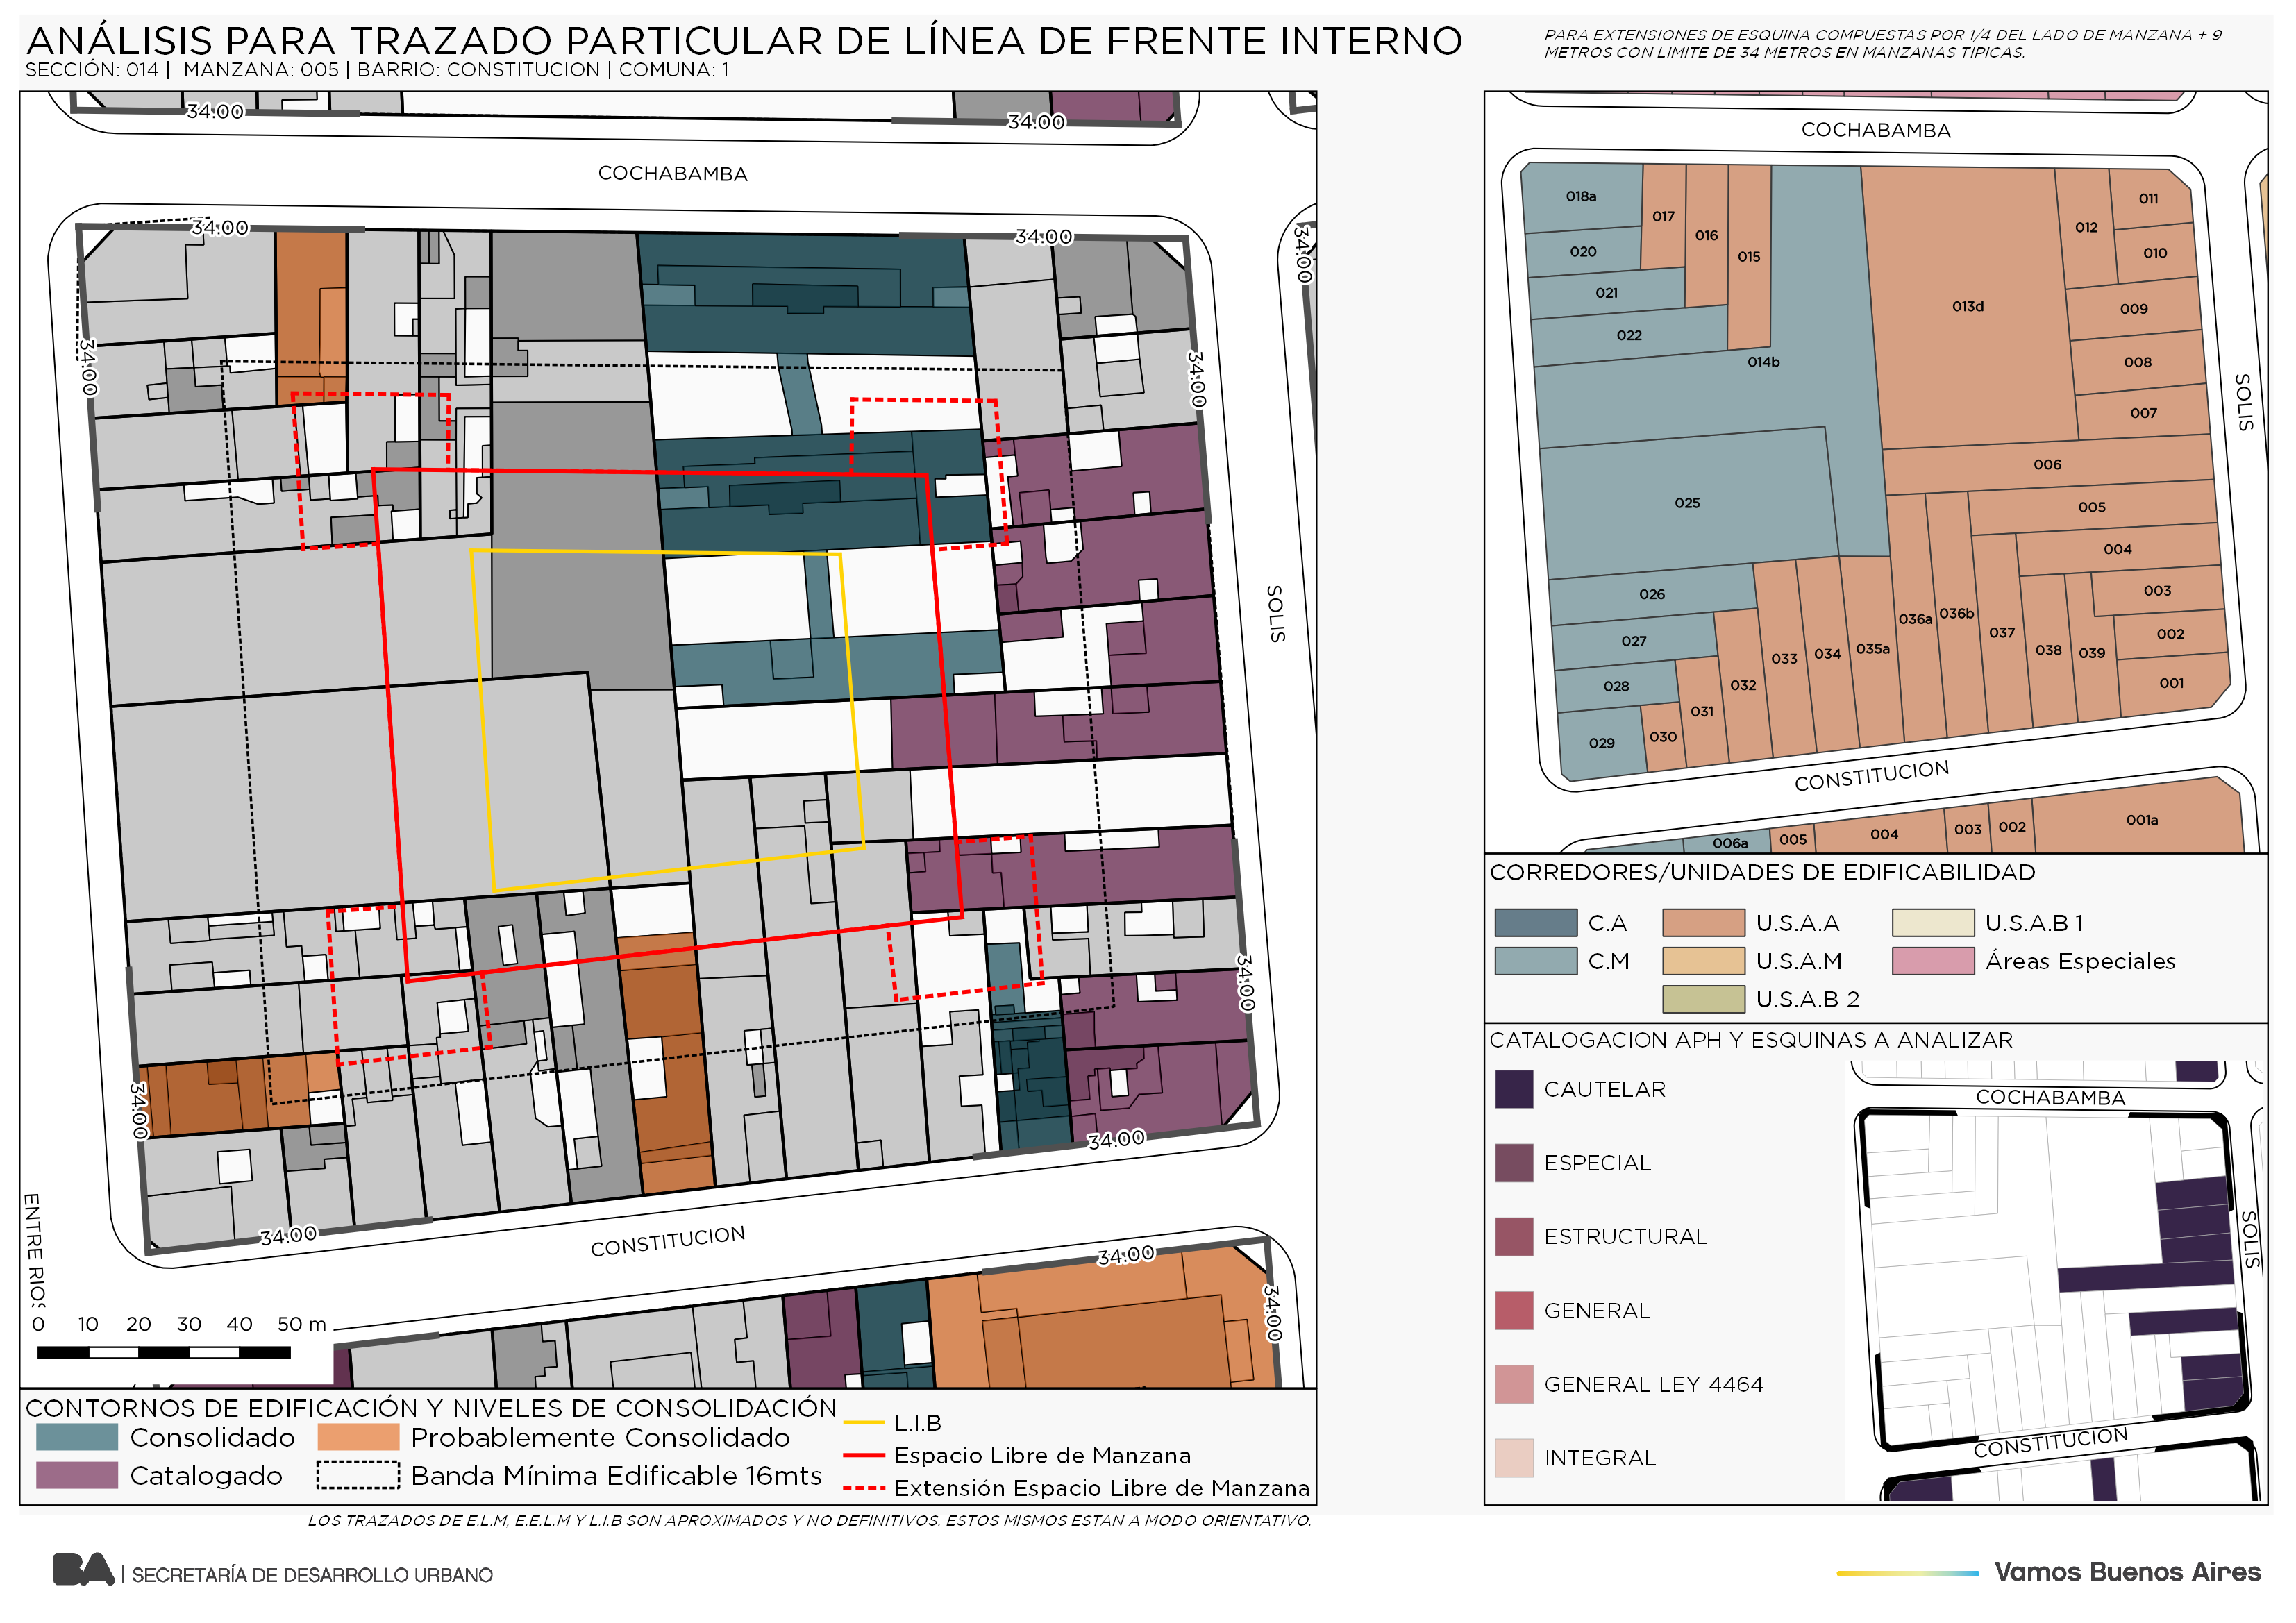 ANÁLISIS PARA TRAZADO PARTICULAR DE LÍNEA DE FRENTE INTERNO
SECCIÓN: 014 | MANZANA: 005 | BARRIO: CONSTITUCION | COMUNA: 1
PARA EXTENSIONES DE ESQUINA COMPUESTAS POR 1/4 DEL LADO DE MANZANA + 9
METROS CON LIMITE DE 34 METROS EN MANZANAS TIPICAS.
34.00
34.00
COCHABAMBA
34.00
34.00
34.00
34.00
34.00
SOLIS
34.00
34.00
34.00
34.00
CONSTITUCION
34.00
34.00
ENTRE RIOS
0 10 20 30 40 50 m
CONTORNOS DE EDIFICACIÓN Y NIVELES DE CONSOLIDACIÓN
Consolidado
Probablemente Consolidado
Catalogado
Banda Mínima Edificable 16mts
L.I.B
Espacio Libre de Manzana
Extensión Espacio Libre de Manzana
LOS TRAZADOS DE E.L.M, E.E.L.M Y L.I.B SON APROXIMADOS Y NO DEFINITIVOS. ESTOS MISMOS ESTAN A MODO ORIENTATIVO.
COCHABAMBA
018a
017
016
015
012
011
020
010
021
013d
009
022
014b
008
007
SOLIS
006
025
005
004
026
003
036a
036b
027
037
002
033
034
035a
038
039
028
032
001
031
029
030
CONSTITUCION
006a
005
004
003
002
001a
CORREDORES/UNIDADES DE EDIFICABILIDAD
C.A
U.S.A.A
U.S.A.B 1
C.M
U.S.A.M
Áreas Especiales
U.S.A.B 2
CATALOGACION APH Y ESQUINAS A ANALIZAR
CAUTELAR
ESPECIAL
ESTRUCTURAL
GENERAL
GENERAL LEY 4464
INTEGRAL
COCHABAMBA
SOLIS
CONSTITUCION
BA | SECRETARÍA DE DESARROLLO URBANO
Vamos Buenos Aires